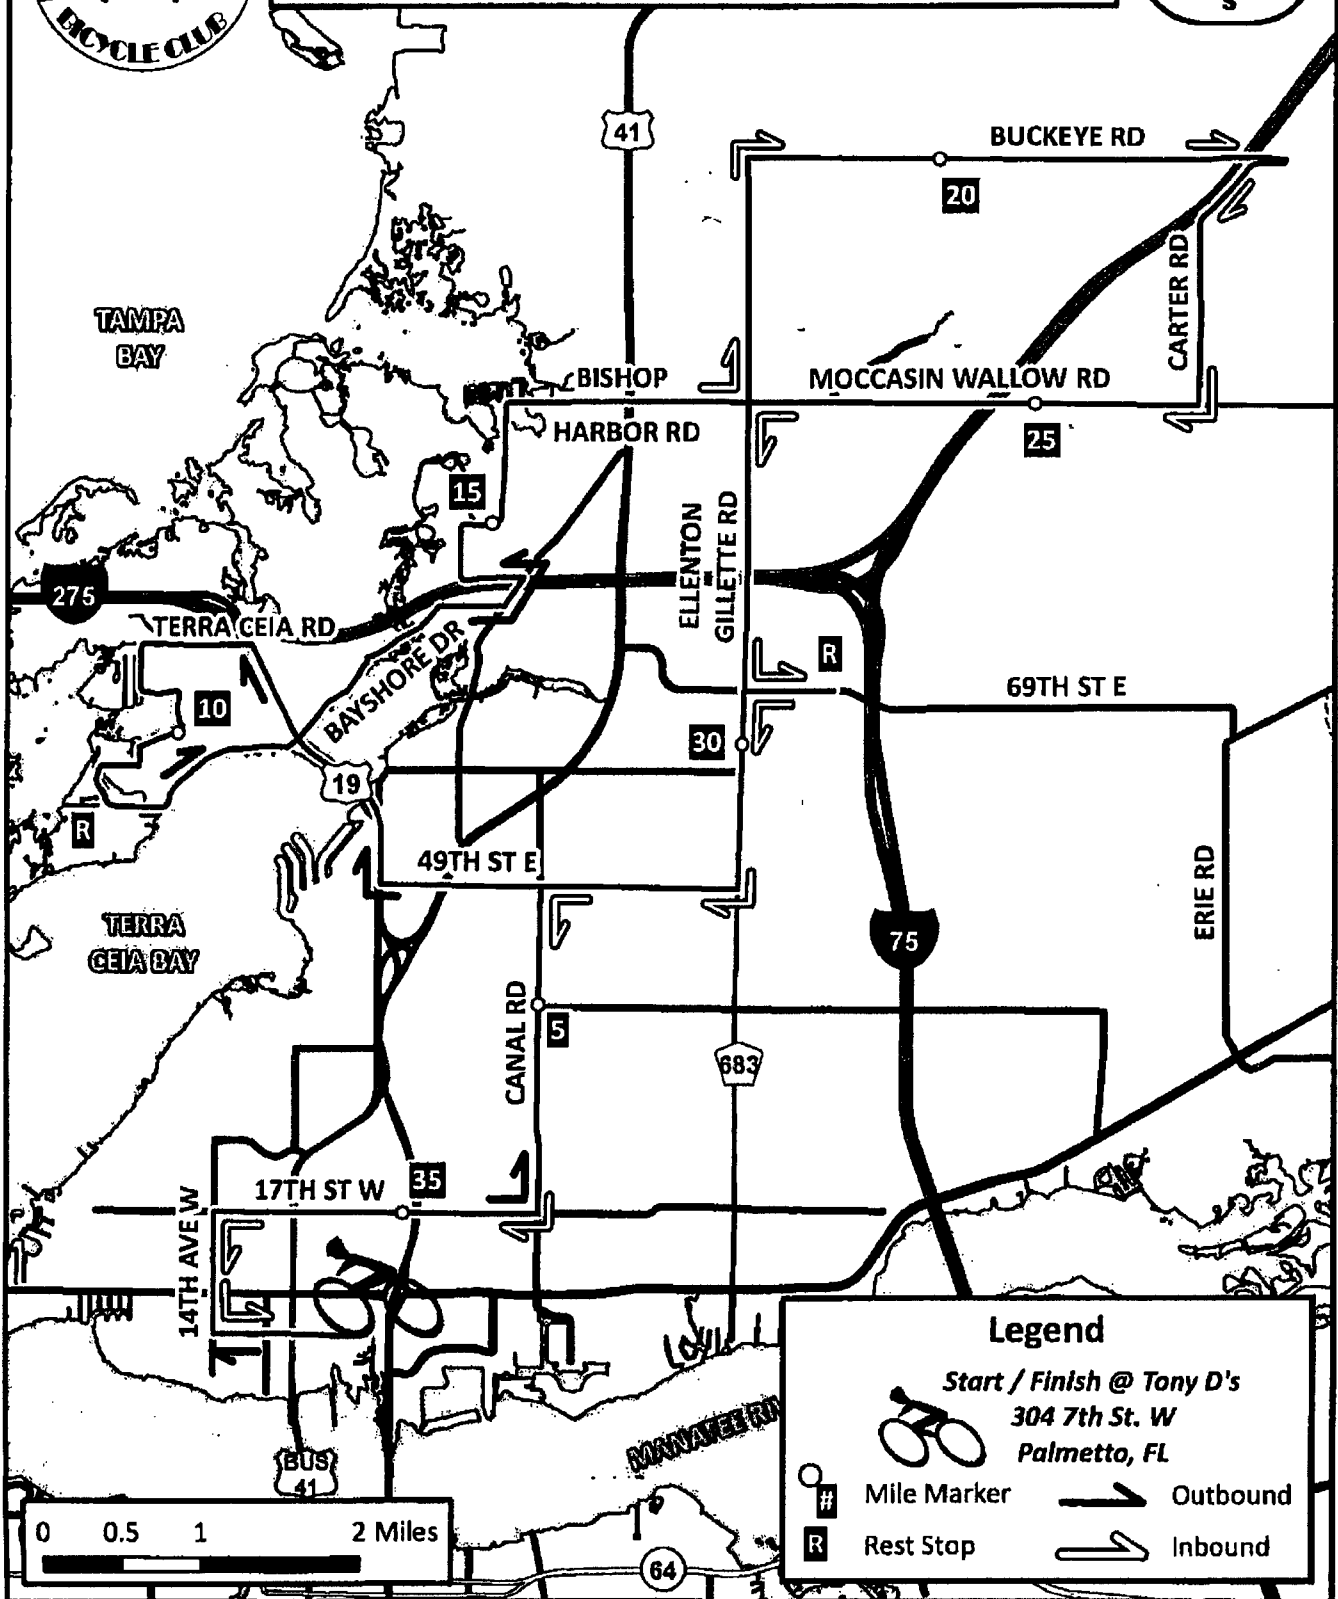 BICYCLE CLUB
S
41
BUCKEYE RD
20
CARTER RD
TAMPA
BAY
BISHOP
HARBOR RD
MOCCASIN WALLOW RD
25
15
ELLENTON
GILLETTE RD
275
TERRA CEIA RD
BAYSHORE DR
R
69TH ST E
10
30
19
R
49TH ST E
ERIE RD
TERRA
CEIA BAY
75
CANAL RD
5
683
17TH ST W
35
14TH AVE W
MANATEE RI
BUS
41
64
0 0.5 1 2 Miles
Legend
Start / Finish @ Tony D's
304 7th St. W
Palmetto, FL
# Mile Marker
Outbound
R Rest Stop
Inbound